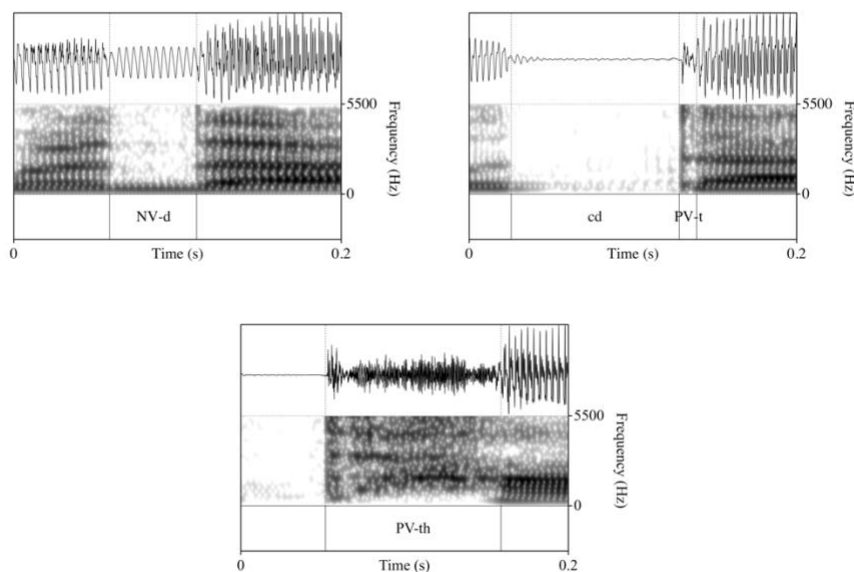 5500
Frequency (Hz)
0
NV-d
0
Time (s)
0.2
5500
Frequency (Hz)
0
cd
PV-t
0
Time (s)
0.2
5500
Frequency (Hz)
0
PV-th
0
Time (s)
0.2